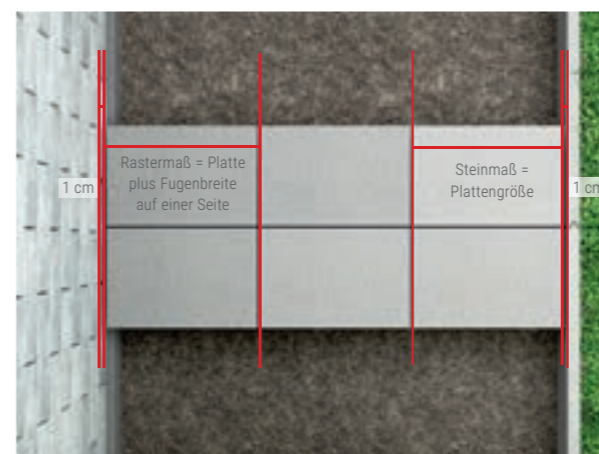 Rastermaß = Platte
plus Fugenbreite
auf einer Seite
Steinmaß =
Plattengröße
1 cm
1 cm